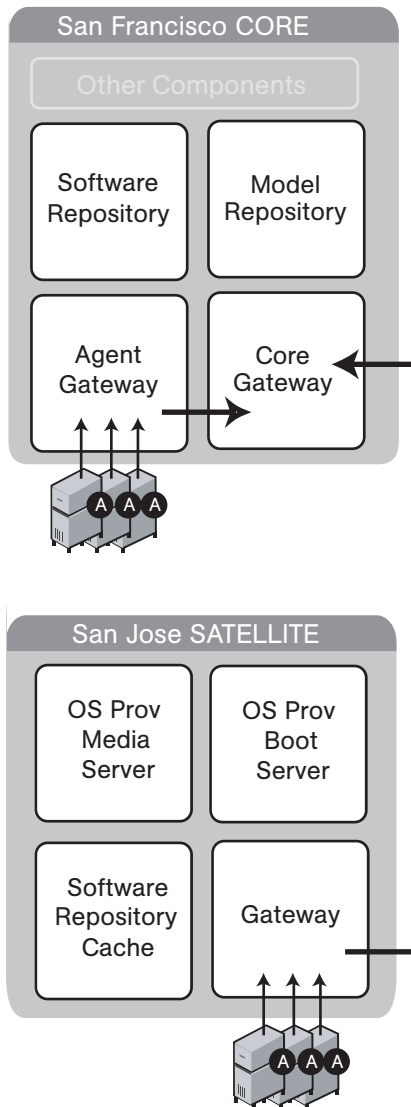 San Francisco CORE
Other Components
Software
Repository
Model
Repository
Agent
Gateway
Core
Gateway
A A A
San Jose SATELLITE
OS Prov
Media
Server
OS Prov
Boot
Server
Software
Repository
Cache
Gateway
A A A